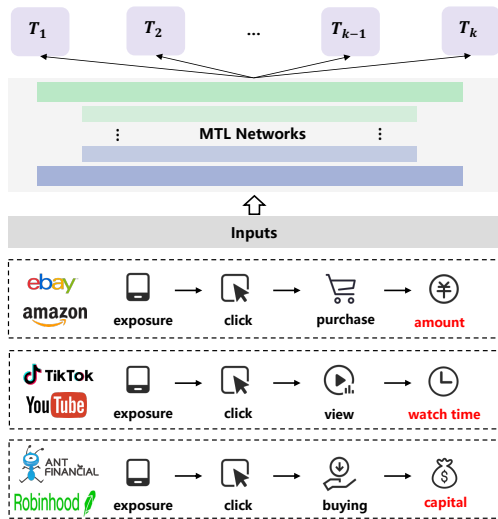 T₁ T₂ ... Tₖ₋₁ Tₖ
MTL Networks
Inputs
ebay
amazon
exposure click purchase amount
TikTok
YouTube
exposure click view watch time
ANT
FINANCIAL
Robinhood
exposure click buying capital